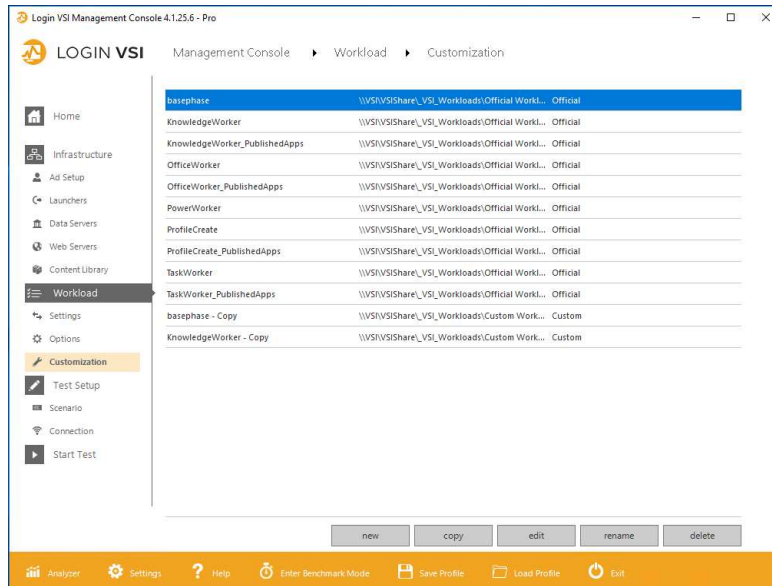 Login VSI Management Console 4.1.25.6 - Pro
LOGIN VSI
Management Console Workload Customization
Home
Infrastructure
Ad Setup
Launchers
Data Servers
Web Servers
Content Library
Workload
Settings
Options
Customization
Test Setup
Scenario
Connection
Start Test
basephase \\VSI\VSIShare\_VSI_Workloads\Official Workl... Official
KnowledgeWorker \\VSI\VSIShare\_VSI_Workloads\Official Workl... Official
KnowledgeWorker_PublishedApps \\VSI\VSIShare\_VSI_Workloads\Official Workl... Official
OfficeWorker \\VSI\VSIShare\_VSI_Workloads\Official Workl... Official
OfficeWorker_PublishedApps \\VSI\VSIShare\_VSI_Workloads\Official Workl... Official
PowerWorker \\VSI\VSIShare\_VSI_Workloads\Official Workl... Official
ProfileCreate \\VSI\VSIShare\_VSI_Workloads\Official Workl... Official
ProfileCreate_PublishedApps \\VSI\VSIShare\_VSI_Workloads\Official Workl... Official
TaskWorker \\VSI\VSIShare\_VSI_Workloads\Official Workl... Official
TaskWorker_PublishedApps \\VSI\VSIShare\_VSI_Workloads\Official Workl... Official
basephase - Copy \\VSI\VSIShare\_VSI_Workloads\Custom Work... Custom
KnowledgeWorker - Copy \\VSI\VSIShare\_VSI_Workloads\Custom Work... Custom
new copy edit rename delete
Analyzer Settings ? Help Enter Benchmark Mode Save Profile Load Profile Exit